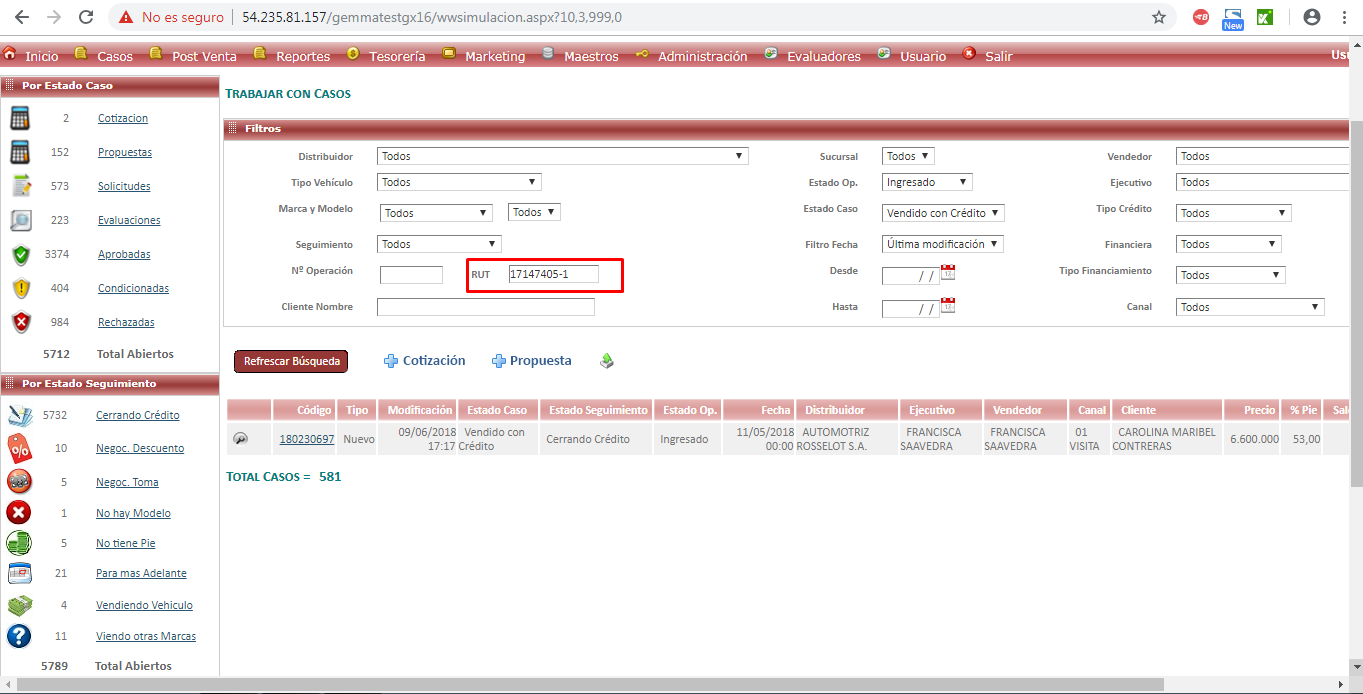 No es seguro | 54.235.81.157/gemmatestgx16/wwsimulacion.aspx?10,3,999,0
New
Inicio Casos Post Venta Reportes Tesorería Marketing Maestros Administración Evaluadores Usuario Salir Usu
Por Estado Caso
2 Cotizacion
152 Propuestas
573 Solicitudes
223 Evaluaciones
3374 Aprobadas
404 Condicionadas
984 Rechazadas
5712 Total Abiertos
Por Estado Seguimiento
5732 Cerrando Crédito
10 Negoc. Descuento
5 Negoc. Toma
1 No hay Modelo
5 No tiene Pie
21 Para mas Adelante
4 Vendiendo Vehiculo
11 Viendo otras Marcas
5789 Total Abiertos
TRABAJAR CON CASOS
Filtros
Distribuidor Todos Sucursal Todos Vendedor Todos
Tipo Vehículo Todos Estado Op. Ingresado Ejecutivo Todos
Marca y Modelo Todos Todos Estado Caso Vendido con Crédito Tipo Crédito Todos
Seguimiento Todos Filtro Fecha Última modificación Financiera Todos
Nº Operación RUT 17147405-1 Desde / / Tipo Financiamiento Todos
Cliente Nombre Hasta / / Canal Todos
Refrescar Búsqueda Cotización Propuesta
Código Tipo Modificación Estado Caso Estado Seguimiento Estado Op. Fecha Distribuidor Ejecutivo Vendedor Canal Cliente Precio % Pie Sal
180230697 Nuevo 09/06/2018 17:17 Vendido con Crédito Cerrando Crédito Ingresado 11/05/2018 00:00 AUTOMOTRIZ ROSSELOT S.A. FRANCISCA SAAVEDRA FRANCISCA SAAVEDRA 01 VISITA CAROLINA MARIBEL CONTRERAS 6.600.000 53,00
TOTAL CASOS = 581